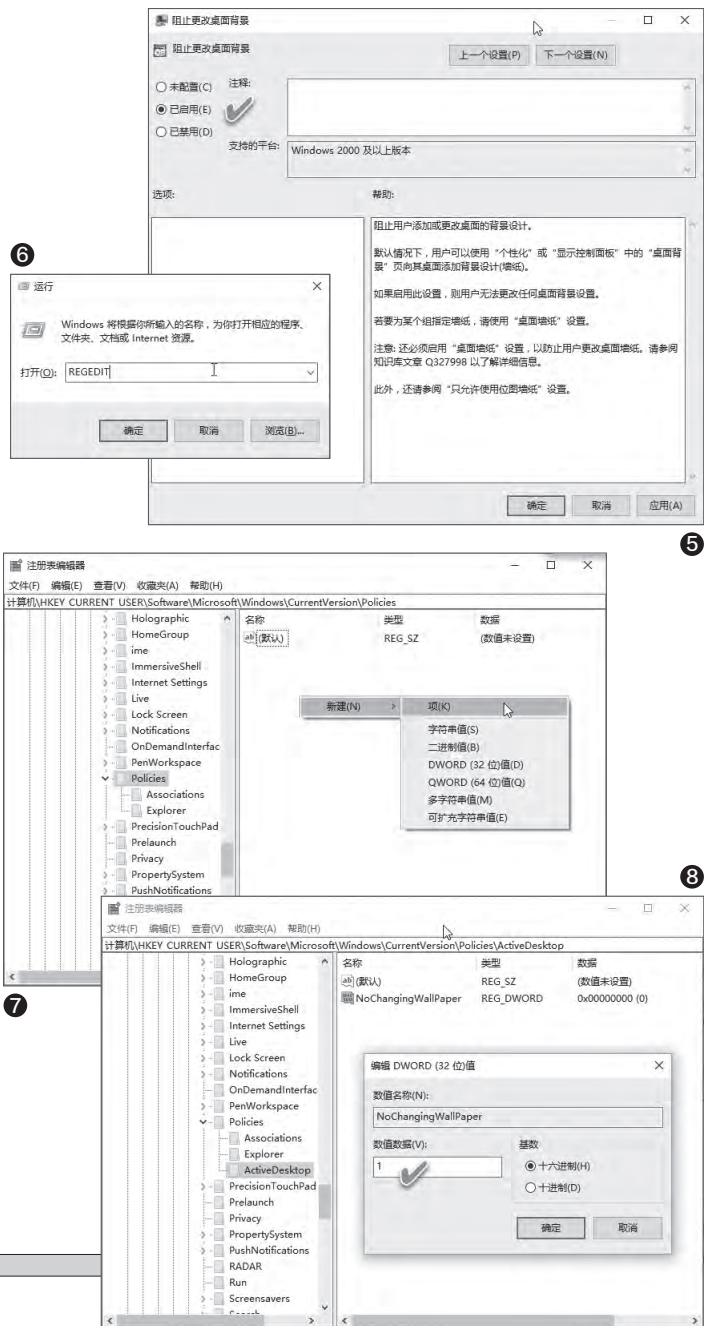 阻止更改桌面背景
阻止更改桌面背景
上一个设置(P) 下一个设置(N)
未配置(C) 注释:
已启用(E)
已禁用(D)
支持的平台: Windows 2000 及以上版本
选项: 帮助:
阻止用户添加或更改桌面的背景设计。
默认情况下，用户可以使用“个性化”或“显示控制面板”中的“桌面背
景”页向其桌面添加背景设计(墙纸)。
如果启用此设置，则用户无法更改任何桌面背景设置。
若要为某个组指定墙纸，请使用“桌面墙纸”设置。
注意: 还必须启用“桌面墙纸”设置，以防止用户更改桌面墙纸。请参阅
知识库文章 Q327998 以了解详细信息。
此外，还请参阅“只允许使用位图墙纸”设置。
确定 取消 应用(A)
❺
❻
运行
Windows 将根据你所输入的名称，为你打开相应的程序、
文件夹、文档或 Internet 资源。
打开(O): REGEDIT
确定 取消 浏览(B)...
注册表编辑器
文件(F) 编辑(E) 查看(V) 收藏夹(A) 帮助(H)
计算机\HKEY CURRENT USER\Software\Microsoft\Windows\CurrentVersion\Policies
Holographic
HomeGroup
ime
ImmersiveShell
Internet Settings
Live
Lock Screen
Notifications
OnDemandInterfac
PenWorkspace
Policies
Associations
Explorer
PrecisionTouchPad
Prelaunch
Privacy
PropertySystem
PushNotifications
名称 类型 数据
ab (默认) REG_SZ (数值未设置)
新建(N) 项(K)
字符串值(S)
二进制值(B)
DWORD (32 位)值(D)
QWORD (64 位)值(Q)
多字符串值(M)
可扩充字符串值(E)
❼
❽
注册表编辑器
文件(F) 编辑(E) 查看(V) 收藏夹(A) 帮助(H)
计算机\HKEY CURRENT USER\Software\Microsoft\Windows\CurrentVersion\Policies\ActiveDesktop
Holographic
HomeGroup
ime
ImmersiveShell
Internet Settings
Live
Lock Screen
Notifications
OnDemandInterfac
PenWorkspace
Policies
Associations
Explorer
ActiveDesktop
PrecisionTouchPad
Prelaunch
Privacy
PropertySystem
PushNotifications
RADAR
Run
Screensavers
名称 类型 数据
ab (默认) REG_SZ (数值未设置)
NoChangingWallPaper REG_DWORD 0x00000000 (0)
编辑 DWORD (32 位)值
数值名称(N):
NoChangingWallPaper
数值数据(V): 基数
1 十六进制(H)
十进制(D)
确定 取消